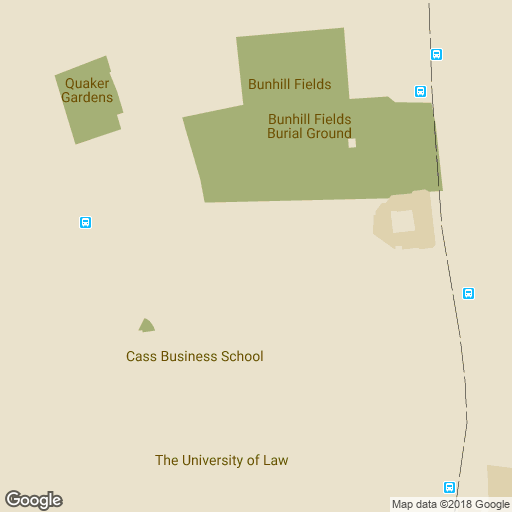 Quaker
Gardens
Bunhill Fields
Bunhill Fields
Burial Ground
Cass Business School
The University of Law
Google
Map data ©2018 Google